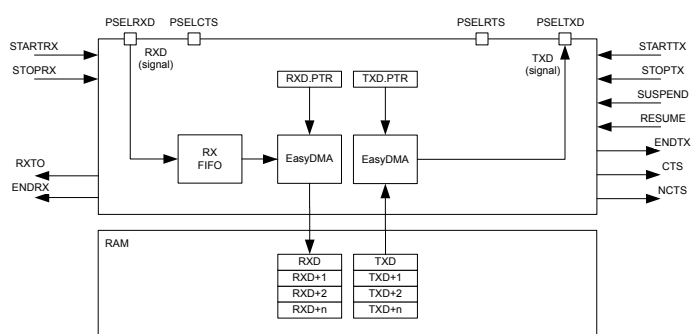 PSELRXD
PSELCTS
PSELRTS
PSELTXD
STARTRX
STOPRX
RXD
(signal)
RXD.PTR
TXD.PTR
TXD
(signal)
STARTTX
STOPTX
SUSPEND
RESUME
RX
FIFO
EasyDMA
EasyDMA
RXTO
ENDRX
ENDTX
CTS
NCTS
RAM
RXD
RXD+1
RXD+2
RXD+n
TXD
TXD+1
TXD+2
TXD+n